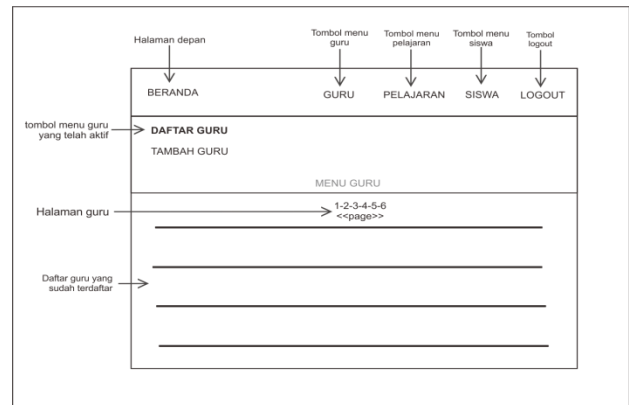 Halaman depan
Tombol menu
guru
Tombol menu
pelajaran
Tombol menu
siswa
Tombol
logout
BERANDA
GURU
PELAJARAN
SISWA
LOGOUT
tombol menu guru
yang telah aktif
DAFTAR GURU
TAMBAH GURU
MENU GURU
Halaman guru
1-2-3-4-5-6
<<page>>
Daftar guru yang
sudah terdaftar